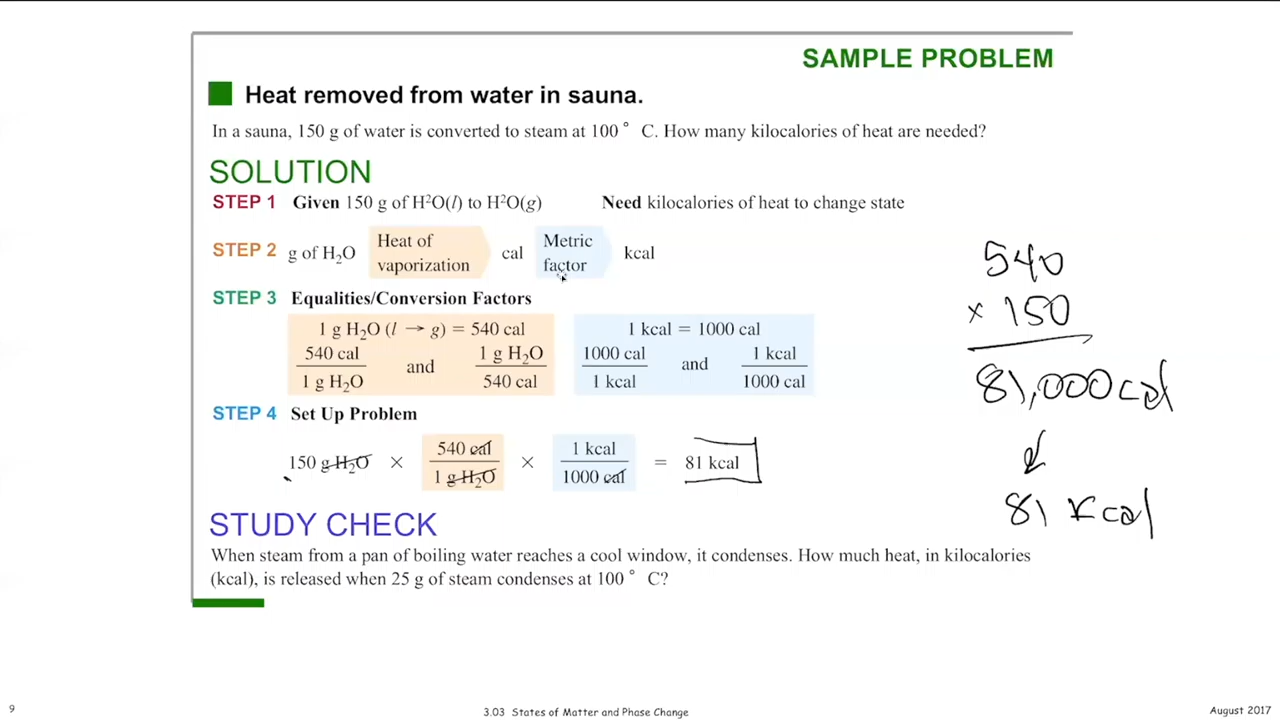 SAMPLE PROBLEM
Heat removed from water in sauna.
In a sauna, 150 g of water is converted to steam at 100° C. How many kilocalories of heat are needed?
SOLUTION
STEP 1 Given 150 g of H²O(l) to H²O(g) Need kilocalories of heat to change state
STEP 2 g of H₂O Heat of vaporization cal Metric factor kcal
STEP 3 Equalities/Conversion Factors
1 g H₂O (l → g) = 540 cal
540 cal / 1 g H₂O and 1 g H₂O / 540 cal
1 kcal = 1000 cal
1000 cal / 1 kcal and 1 kcal / 1000 cal
STEP 4 Set Up Problem
150 g H₂O × 540 cal / 1 g H₂O × 1 kcal / 1000 cal = 81 kcal
540
× 150
81,000 cal
81 Kcal
STUDY CHECK
When steam from a pan of boiling water reaches a cool window, it condenses. How much heat, in kilocalories
(kcal), is released when 25 g of steam condenses at 100° C?
9
3.03 States of Matter and Phase Change
August 2017